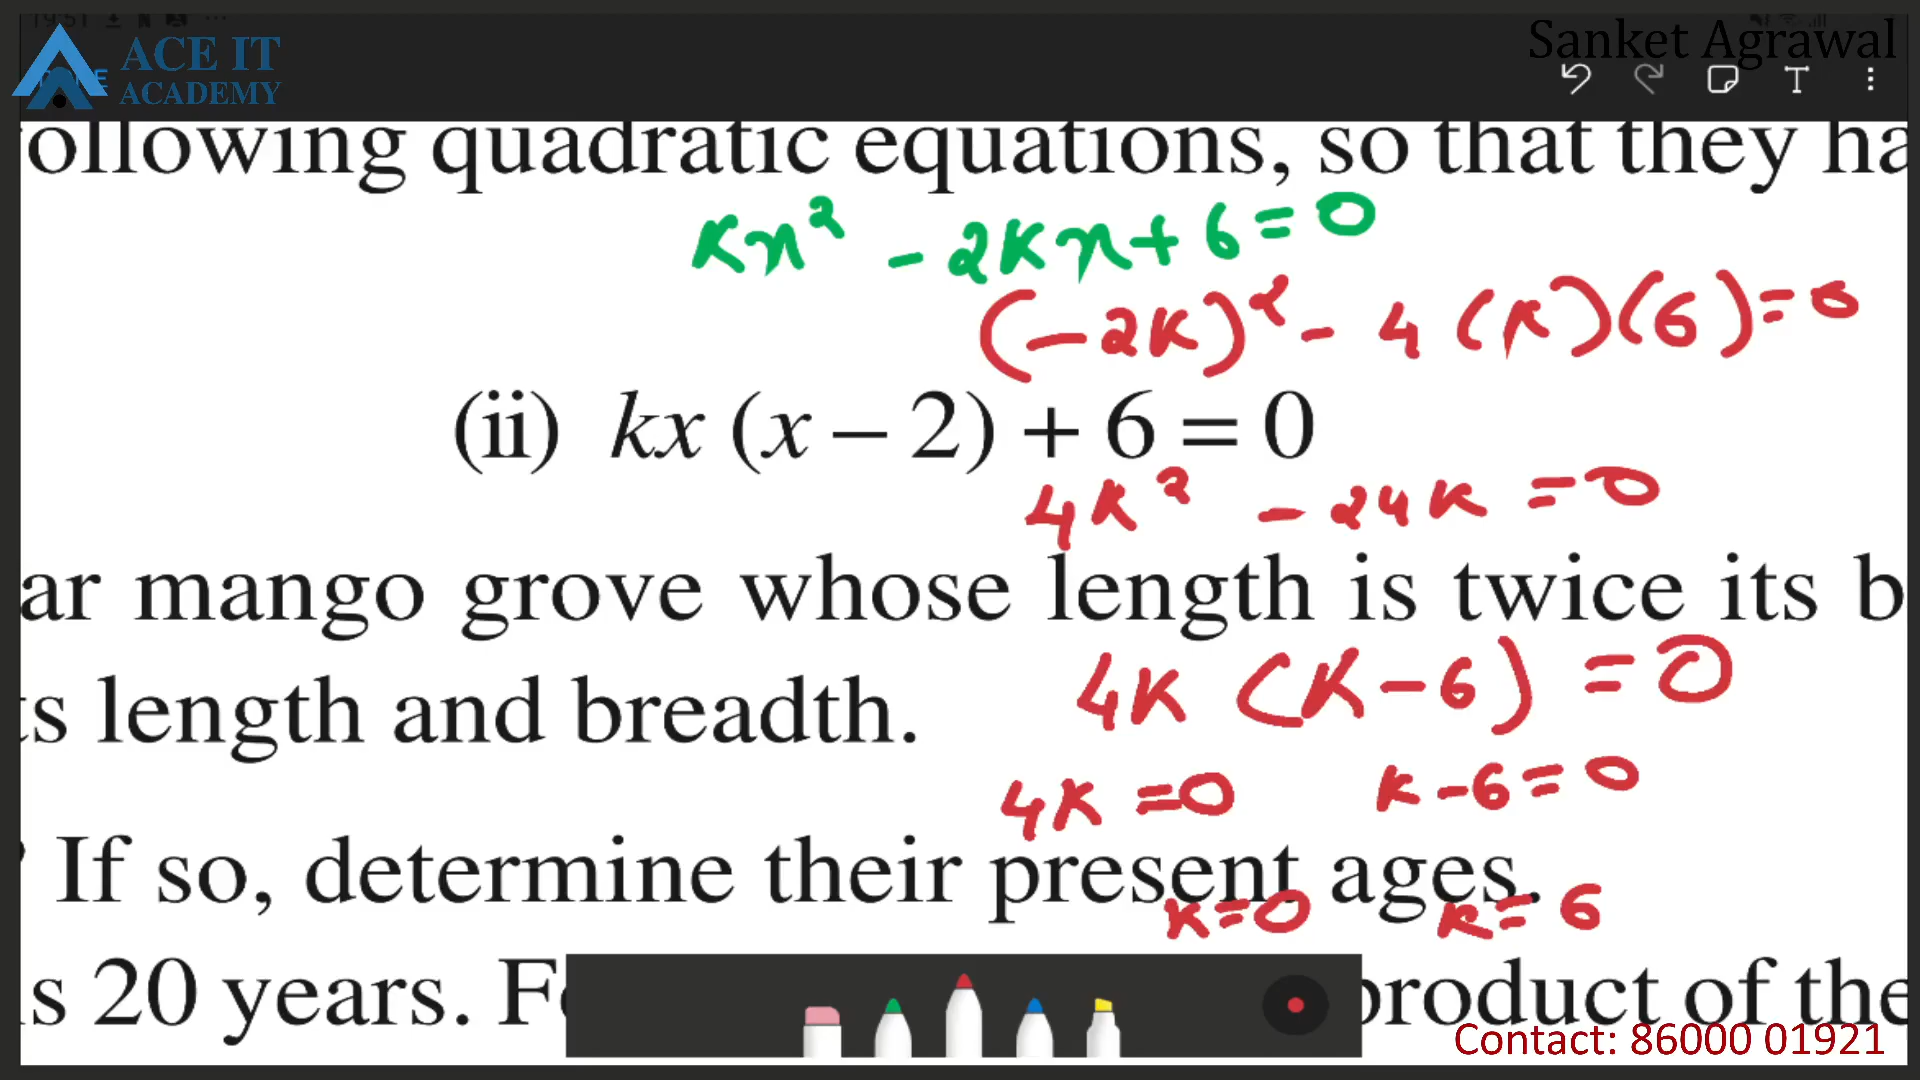 ACE IT
ACADEMY
Sanket Agrawal
T
ollowing quadratic equations, so that they ha
kx² - 2kx + 6 = 0
(-2k)² - 4 (k)(6) = 0
(ii) kx (x – 2) + 6 = 0
4k² - 24k = 0
ar mango grove whose length is twice its b
4k (k-6) = 0
ts length and breadth.
4k = 0 k - 6 = 0
? If so, determine their present ages.
k = 0 k = 6
is 20 years. F product of the
Contact: 86000 01921